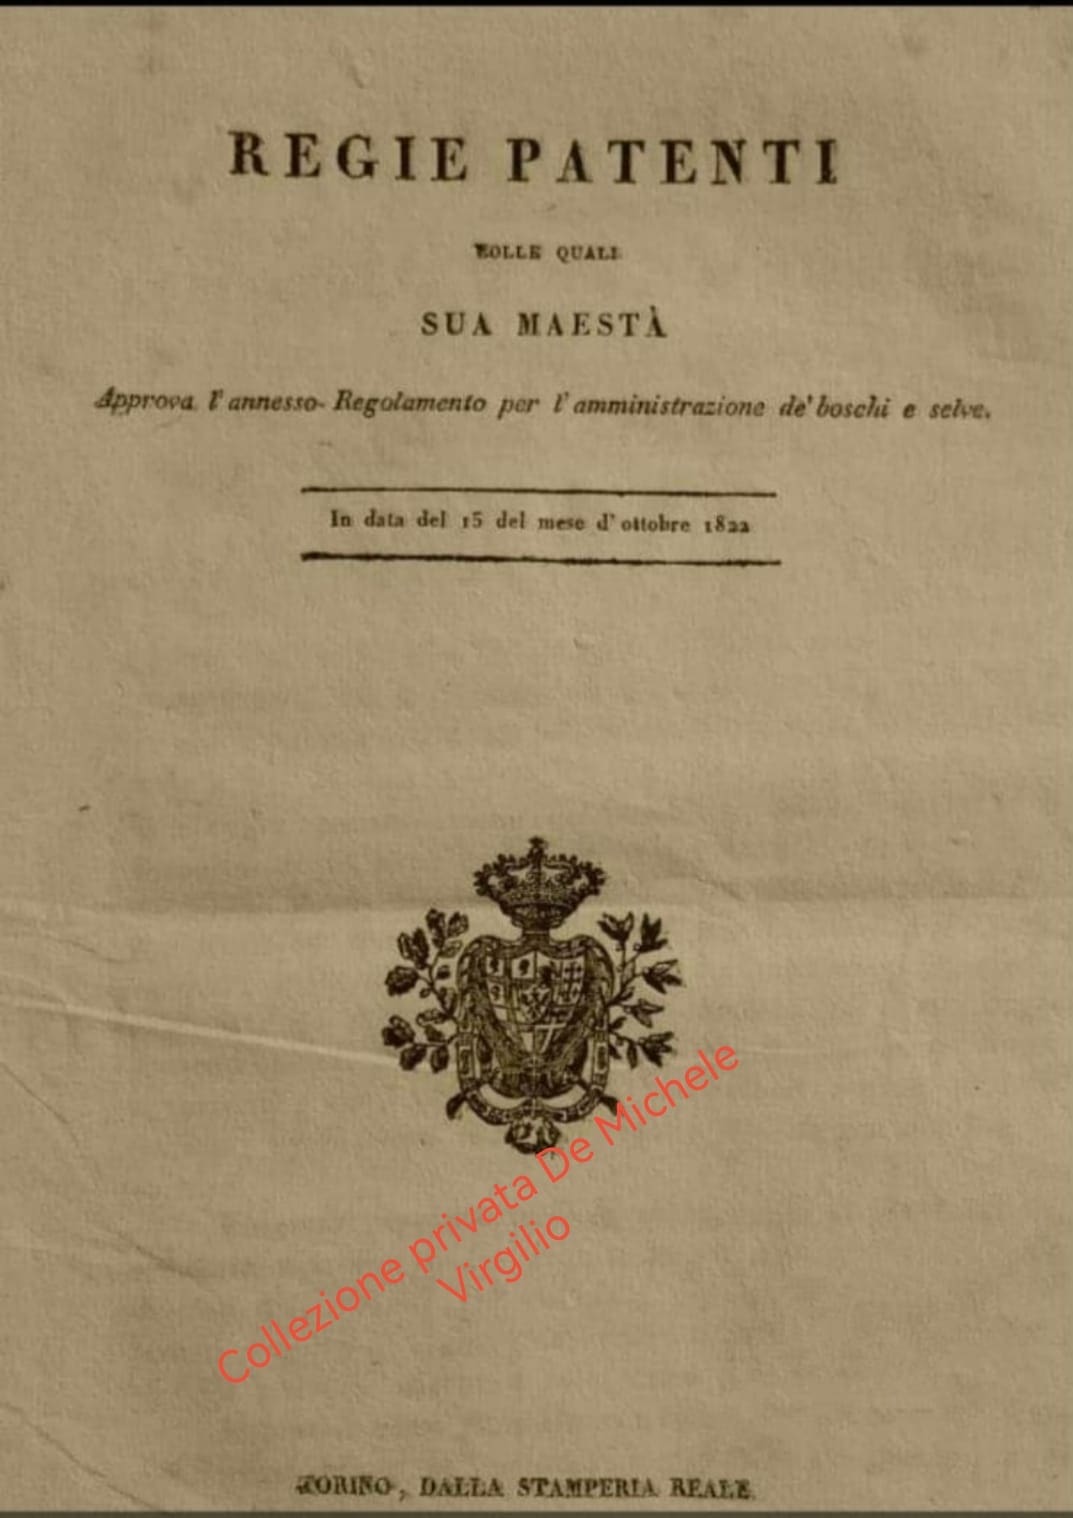 REGIE PATENTI
COLLE QUALI
SUA MAESTÀ
Approva l'annesso Regolamento per l'amministrazione de' boschi e selve.
In data del 15 del mese d'ottobre 1822
Collezione privata De Michele
Virgilio
TORINO, DALLA STAMPERIA REALE.